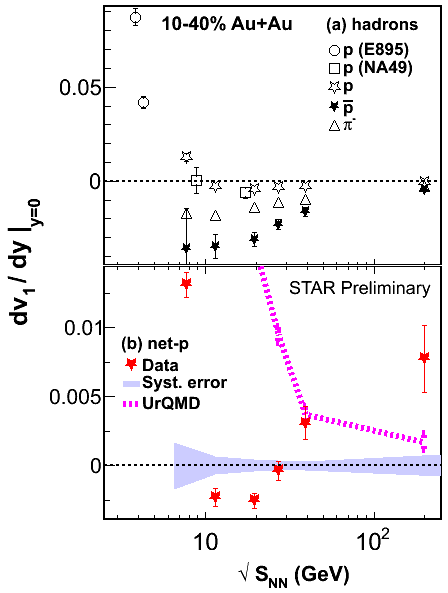 10-40% Au+Au
(a) hadrons
p (E895)
p (NA49)
p
p̅
π⁻
0.05
0
dv₁ / dy |y=0
STAR Preliminary
(b) net-p
Data
Syst. error
UrQMD
0.01
0.005
0
10
10²
√ SNN (GeV)